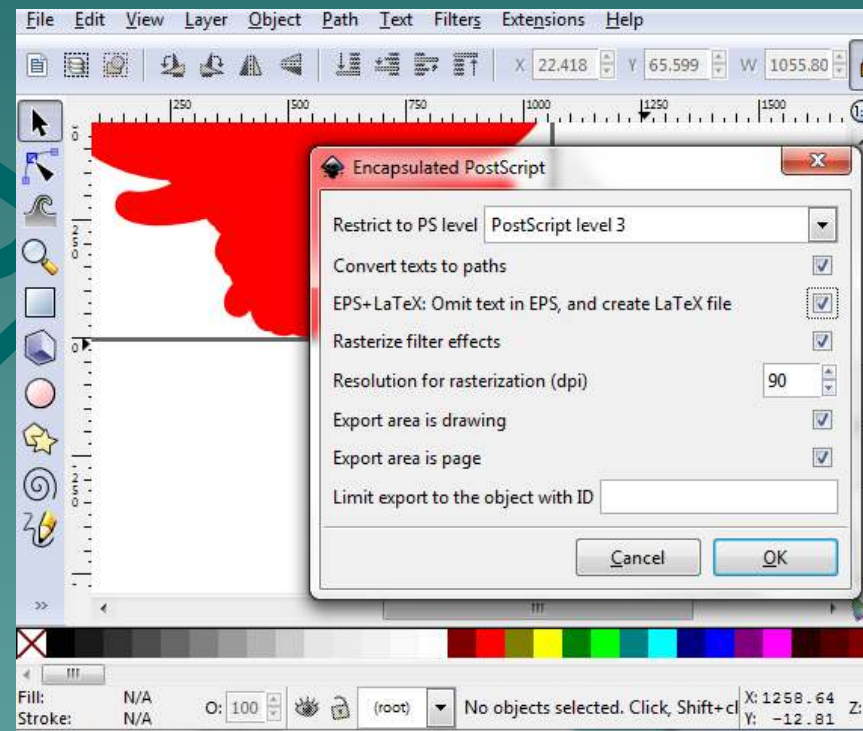 File Edit View Layer Object Path Text Filters Extensions Help
X 22.418 Y 65.599 W 1055.80
250 500 750 1000 1250 1500
Encapsulated PostScript
Restrict to PS level PostScript level 3
Convert texts to paths
EPS+LaTeX: Omit text in EPS, and create LaTeX file
Rasterize filter effects
Resolution for rasterization (dpi) 90
Export area is drawing
Export area is page
Limit export to the object with ID
Cancel OK
Fill: N/A O: 100 (root) No objects selected. Click, Shift+cl X: 1258.64 Z:
Stroke: N/A Y: -12.81